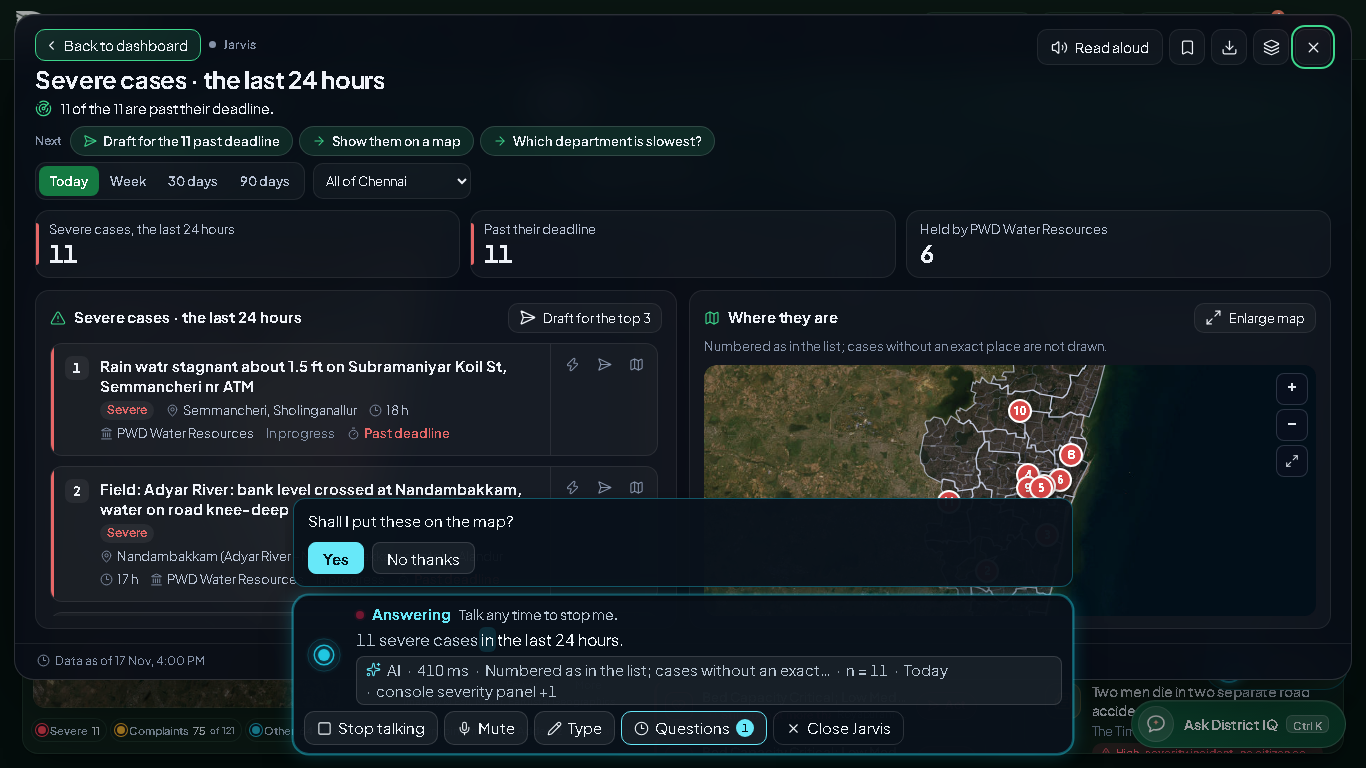 Back to dashboard
Jarvis
Read aloud
Severe cases · the last 24 hours
11 of the 11 are past their deadline.
Next
Draft for the 11 past deadline
Show them on a map
Which department is slowest?
Today
Week
30 days
90 days
All of Chennai
Severe cases, the last 24 hours
11
Past their deadline
11
Held by PWD Water Resources
6
Severe cases · the last 24 hours
Draft for the top 3
1
Rain watr stagnant about 1.5 ft on Subramaniyar Koil St,
Semmancheri nr ATM
Severe
Semmancheri, Sholinganallur
18 h
PWD Water Resources
In progress
Past deadline
2
Field: Adyar River: bank level crossed at Nandambakkam,
water on road knee-deep
Severe
Nandambakkam (Adyar River
17 h
PWD Water Resource
Where they are
Enlarge map
Numbered as in the list; cases without an exact place are not drawn.
+
−
10
8
4
6
9
5
3
Shall I put these on the map?
Yes
No thanks
Answering
Talk any time to stop me.
11 severe cases in the last 24 hours.
AI · 410 ms · Numbered as in the list; cases without an exact… · n = 11 · Today
· console severity panel +1
Stop talking
Mute
Type
Questions 1
Close Jarvis
Data as of 17 Nov, 4:00 PM
Severe 11
Complaints 75 of 121
Othe
Two men die in two separate road
accide
The Tim
Ask District IQ
Ctrl K